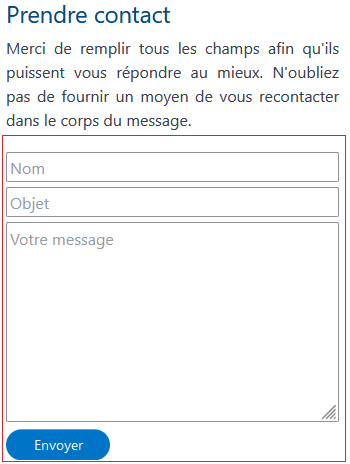 Prendre contact
Merci de remplir tous les champs afin qu'ils
puissent vous répondre au mieux. N'oubliez
pas de fournir un moyen de vous recontacter
dans le corps du message.
Nom
Objet
Votre message
Envoyer